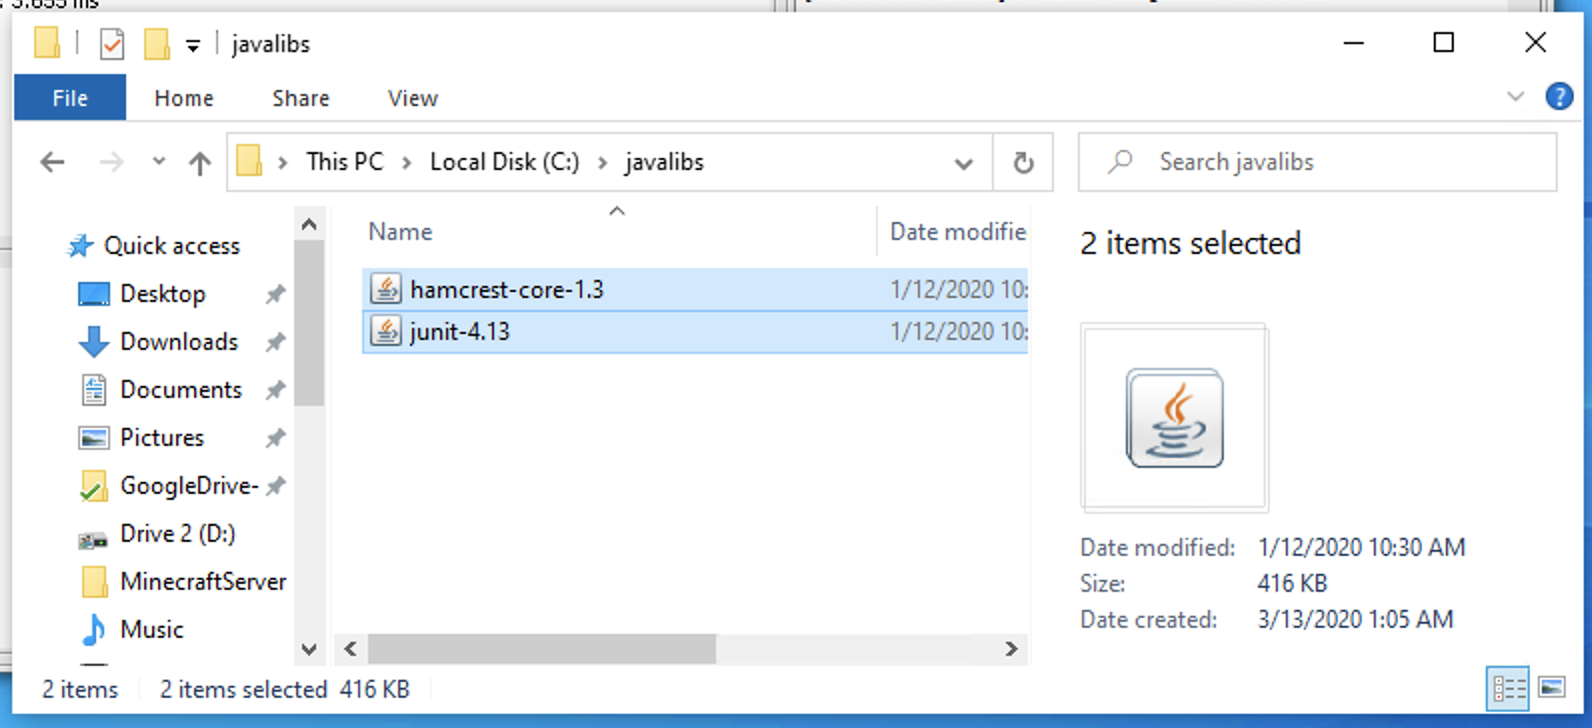 3.655 ms
javalibs
File Home Share View
This PC > Local Disk (C:) > javalibs
Search javalibs
Quick access
Desktop
Downloads
Documents
Pictures
GoogleDrive-
Drive 2 (D:)
MinecraftServer
Music
Name Date modifie
hamcrest-core-1.3 1/12/2020 10:
junit-4.13 1/12/2020 10:
2 items selected
Date modified: 1/12/2020 10:30 AM
Size: 416 KB
Date created: 3/13/2020 1:05 AM
2 items 2 items selected 416 KB